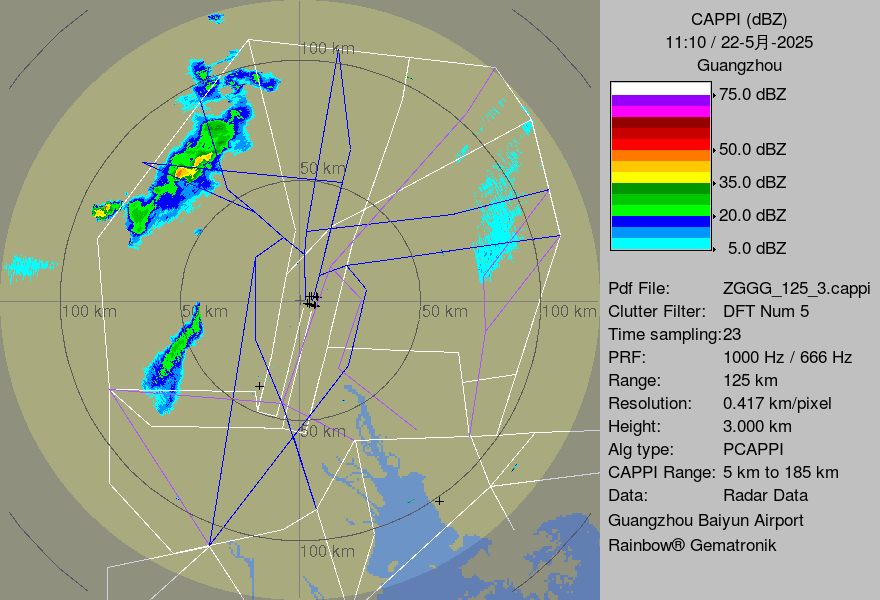 100 km
50 km
100 km
50 km
50 km
100 km
50 km
100 km
CAPPI (dBZ)
11:10 / 22-5月-2025
Guangzhou
75.0 dBZ
50.0 dBZ
35.0 dBZ
20.0 dBZ
5.0 dBZ
Pdf File: ZGGG_125_3.cappi
Clutter Filter: DFT Num 5
Time sampling:23
PRF: 1000 Hz / 666 Hz
Range: 125 km
Resolution: 0.417 km/pixel
Height: 3.000 km
Alg type: PCAPPI
CAPPI Range: 5 km to 185 km
Data: Radar Data
Guangzhou Baiyun Airport
Rainbow® Gematronik